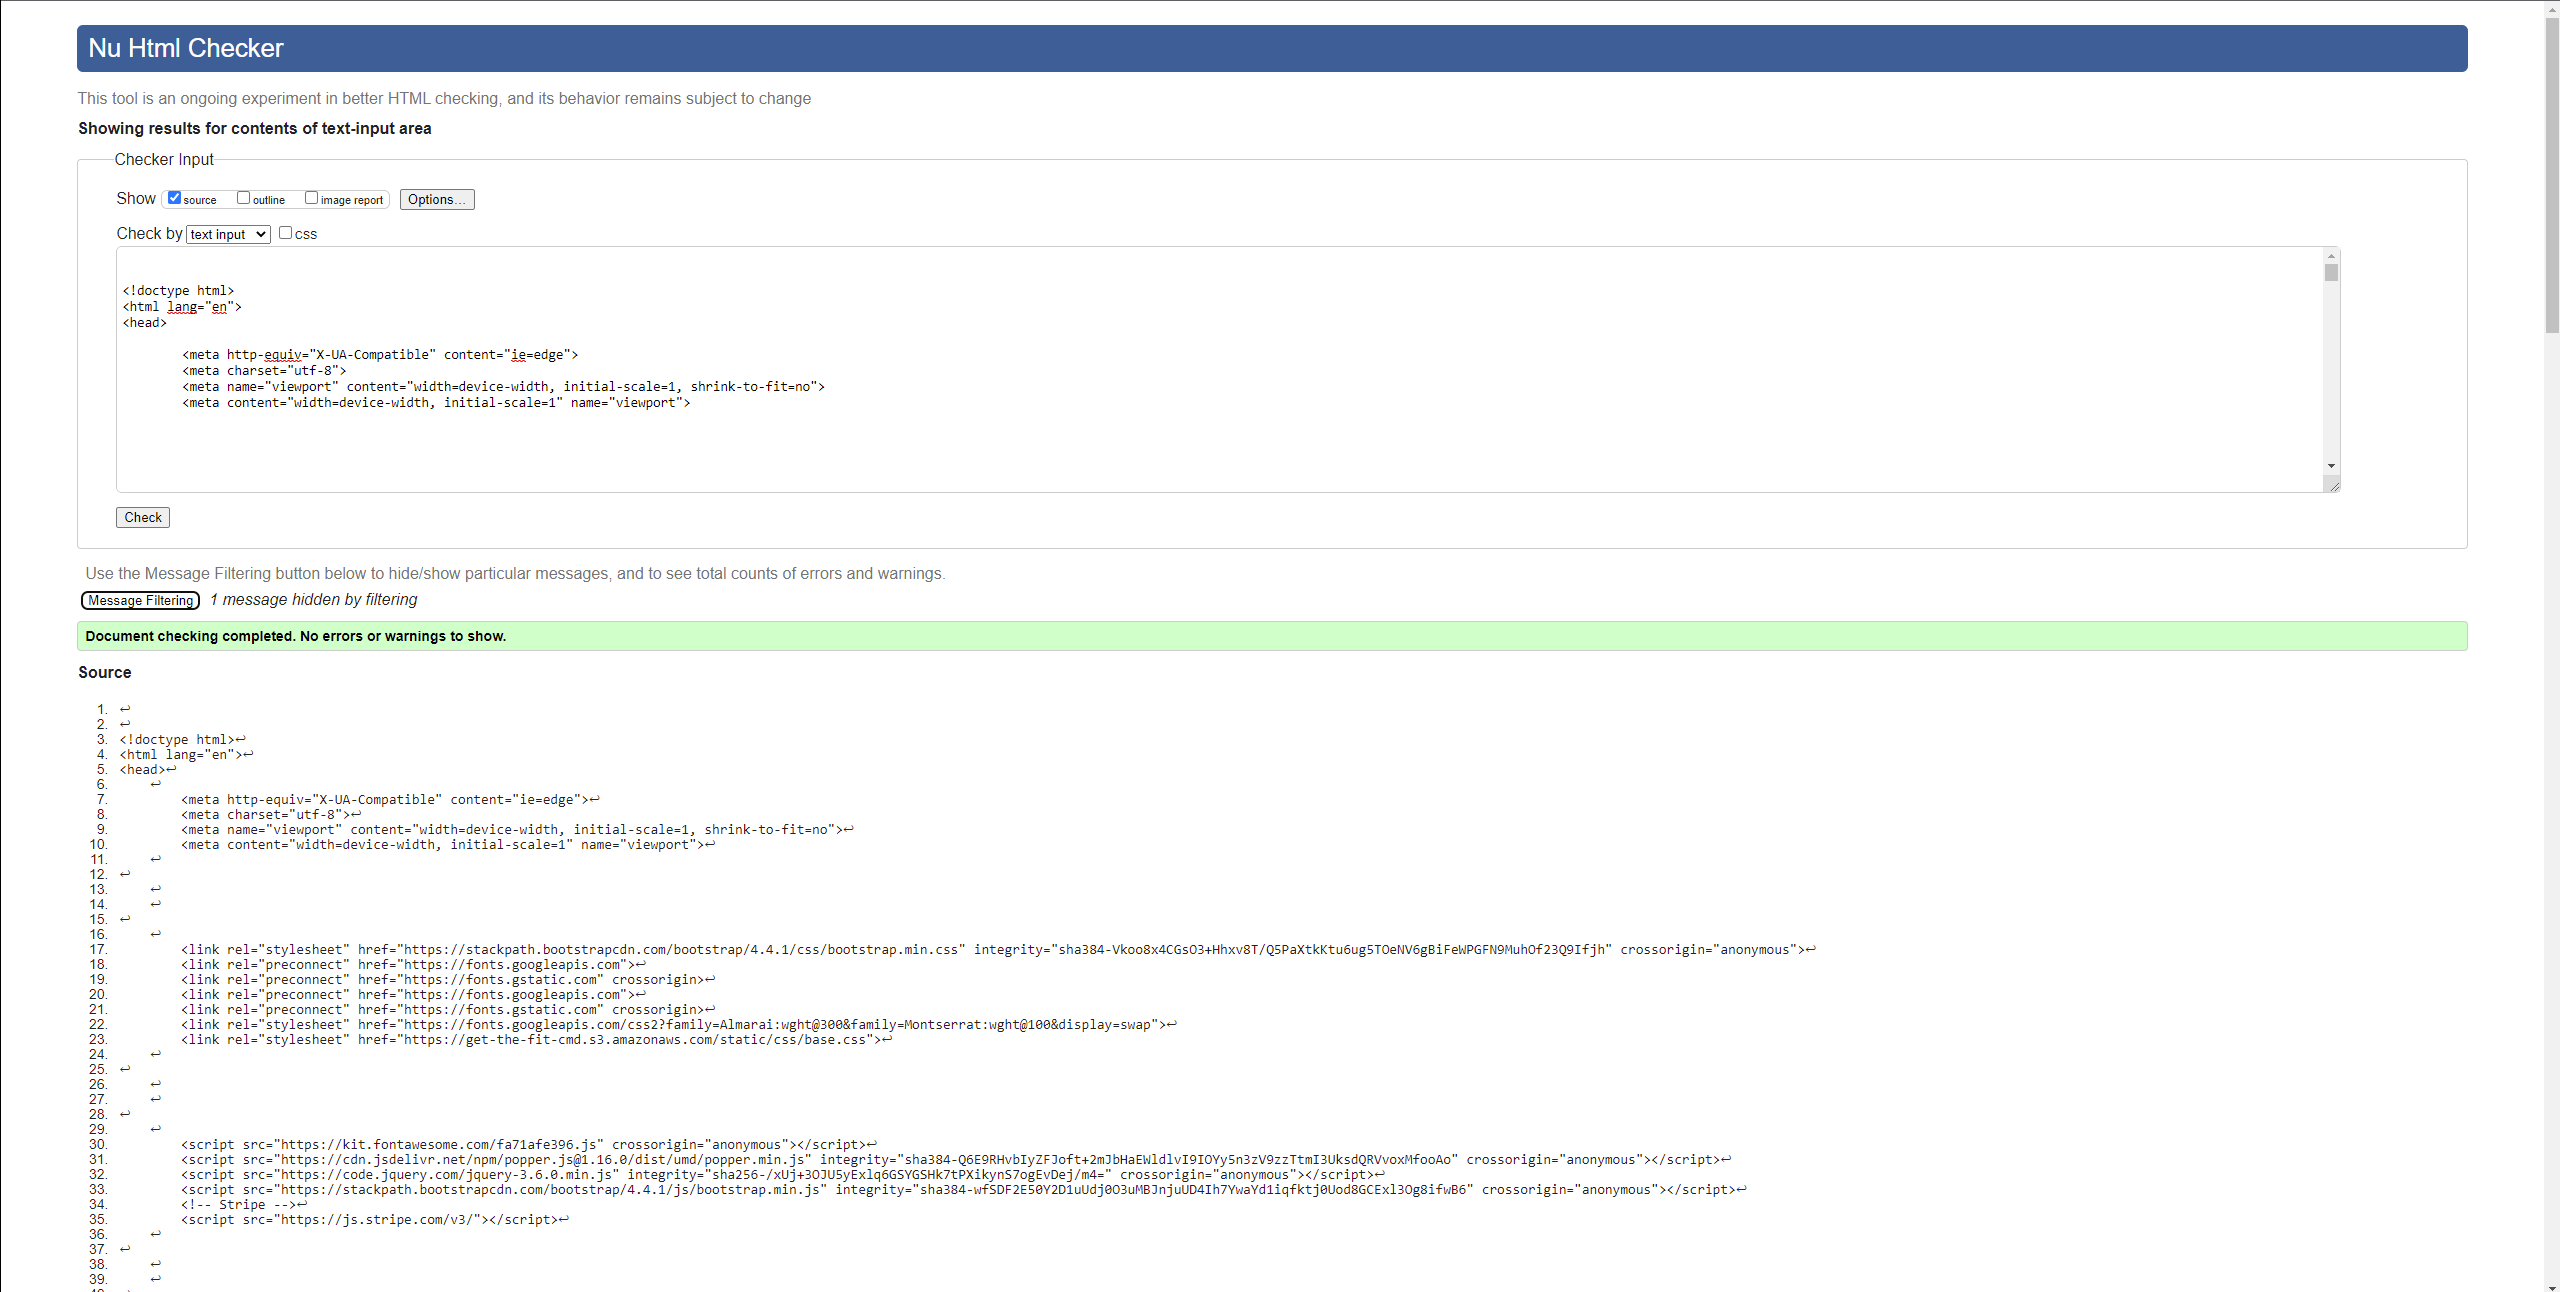 Nu Html Checker
This tool is an ongoing experiment in better HTML checking, and its behavior remains subject to change
Showing results for contents of text-input area
Checker Input
Show source outline image report Options...
Check by text input css
<!doctype html>
<html lang="en">
<head>
<meta http-equiv="X-UA-Compatible" content="ie=edge">
<meta charset="utf-8">
<meta name="viewport" content="width=device-width, initial-scale=1, shrink-to-fit=no">
<meta content="width=device-width, initial-scale=1" name="viewport">
Check
Use the Message Filtering button below to hide/show particular messages, and to see total counts of errors and warnings.
Message Filtering 1 message hidden by filtering
Document checking completed. No errors or warnings to show.
Source
1. ↩
2. ↩
3. <!doctype html>↩
4. <html lang="en">↩
5. <head>↩
6. ↩
7. <meta http-equiv="X-UA-Compatible" content="ie=edge">↩
8. <meta charset="utf-8">↩
9. <meta name="viewport" content="width=device-width, initial-scale=1, shrink-to-fit=no">↩
10. <meta content="width=device-width, initial-scale=1" name="viewport">↩
11. ↩
12. ↩
13. ↩
14. ↩
15. ↩
16. ↩
17. <link rel="stylesheet" href="https://stackpath.bootstrapcdn.com/bootstrap/4.4.1/css/bootstrap.min.css" integrity="sha384-Vkoo8x4CGsO3+Hhxv8T/Q5PaXtkKtu6ug5TOeNV6gBiFeWPGFN9MuhOf23Q9Ifjh" crossorigin="anonymous">↩
18. <link rel="preconnect" href="https://fonts.googleapis.com">↩
19. <link rel="preconnect" href="https://fonts.gstatic.com" crossorigin>↩
20. <link rel="preconnect" href="https://fonts.googleapis.com">↩
21. <link rel="preconnect" href="https://fonts.gstatic.com" crossorigin>↩
22. <link rel="stylesheet" href="https://fonts.googleapis.com/css2?family=Almarai:wght@300&family=Montserrat:wght@100&display=swap">↩
23. <link rel="stylesheet" href="https://get-the-fit-cmd.s3.amazonaws.com/static/css/base.css">↩
24. ↩
25. ↩
26. ↩
27. ↩
28. ↩
29. ↩
30. <script src="https://kit.fontawesome.com/fa71afe396.js" crossorigin="anonymous"></script>↩
31. <script src="https://cdn.jsdelivr.net/npm/popper.js@1.16.0/dist/umd/popper.min.js" integrity="sha384-Q6E9RHvbIyZFJoft+2mJbHaEWldlvI9IOYy5n3zV9zzTtmI3UksdQRVvoxMfooAo" crossorigin="anonymous"></script>↩
32. <script src="https://code.jquery.com/jquery-3.6.0.min.js" integrity="sha256-/xUj+3OJU5yExlq6GSYGSHk7tPXikynS7ogEvDej/m4=" crossorigin="anonymous"></script>↩
33. <script src="https://stackpath.bootstrapcdn.com/bootstrap/4.4.1/js/bootstrap.min.js" integrity="sha384-wfSDF2E50Y2D1uUdj0O3uMBJnjuUD4Ih7YwaYd1iqfktj0Uod8GCExl3Og8ifwB6" crossorigin="anonymous"></script>↩
34. <!-- Stripe -->↩
35. <script src="https://js.stripe.com/v3/"></script>↩
36. ↩
37. ↩
38. ↩
39. ↩